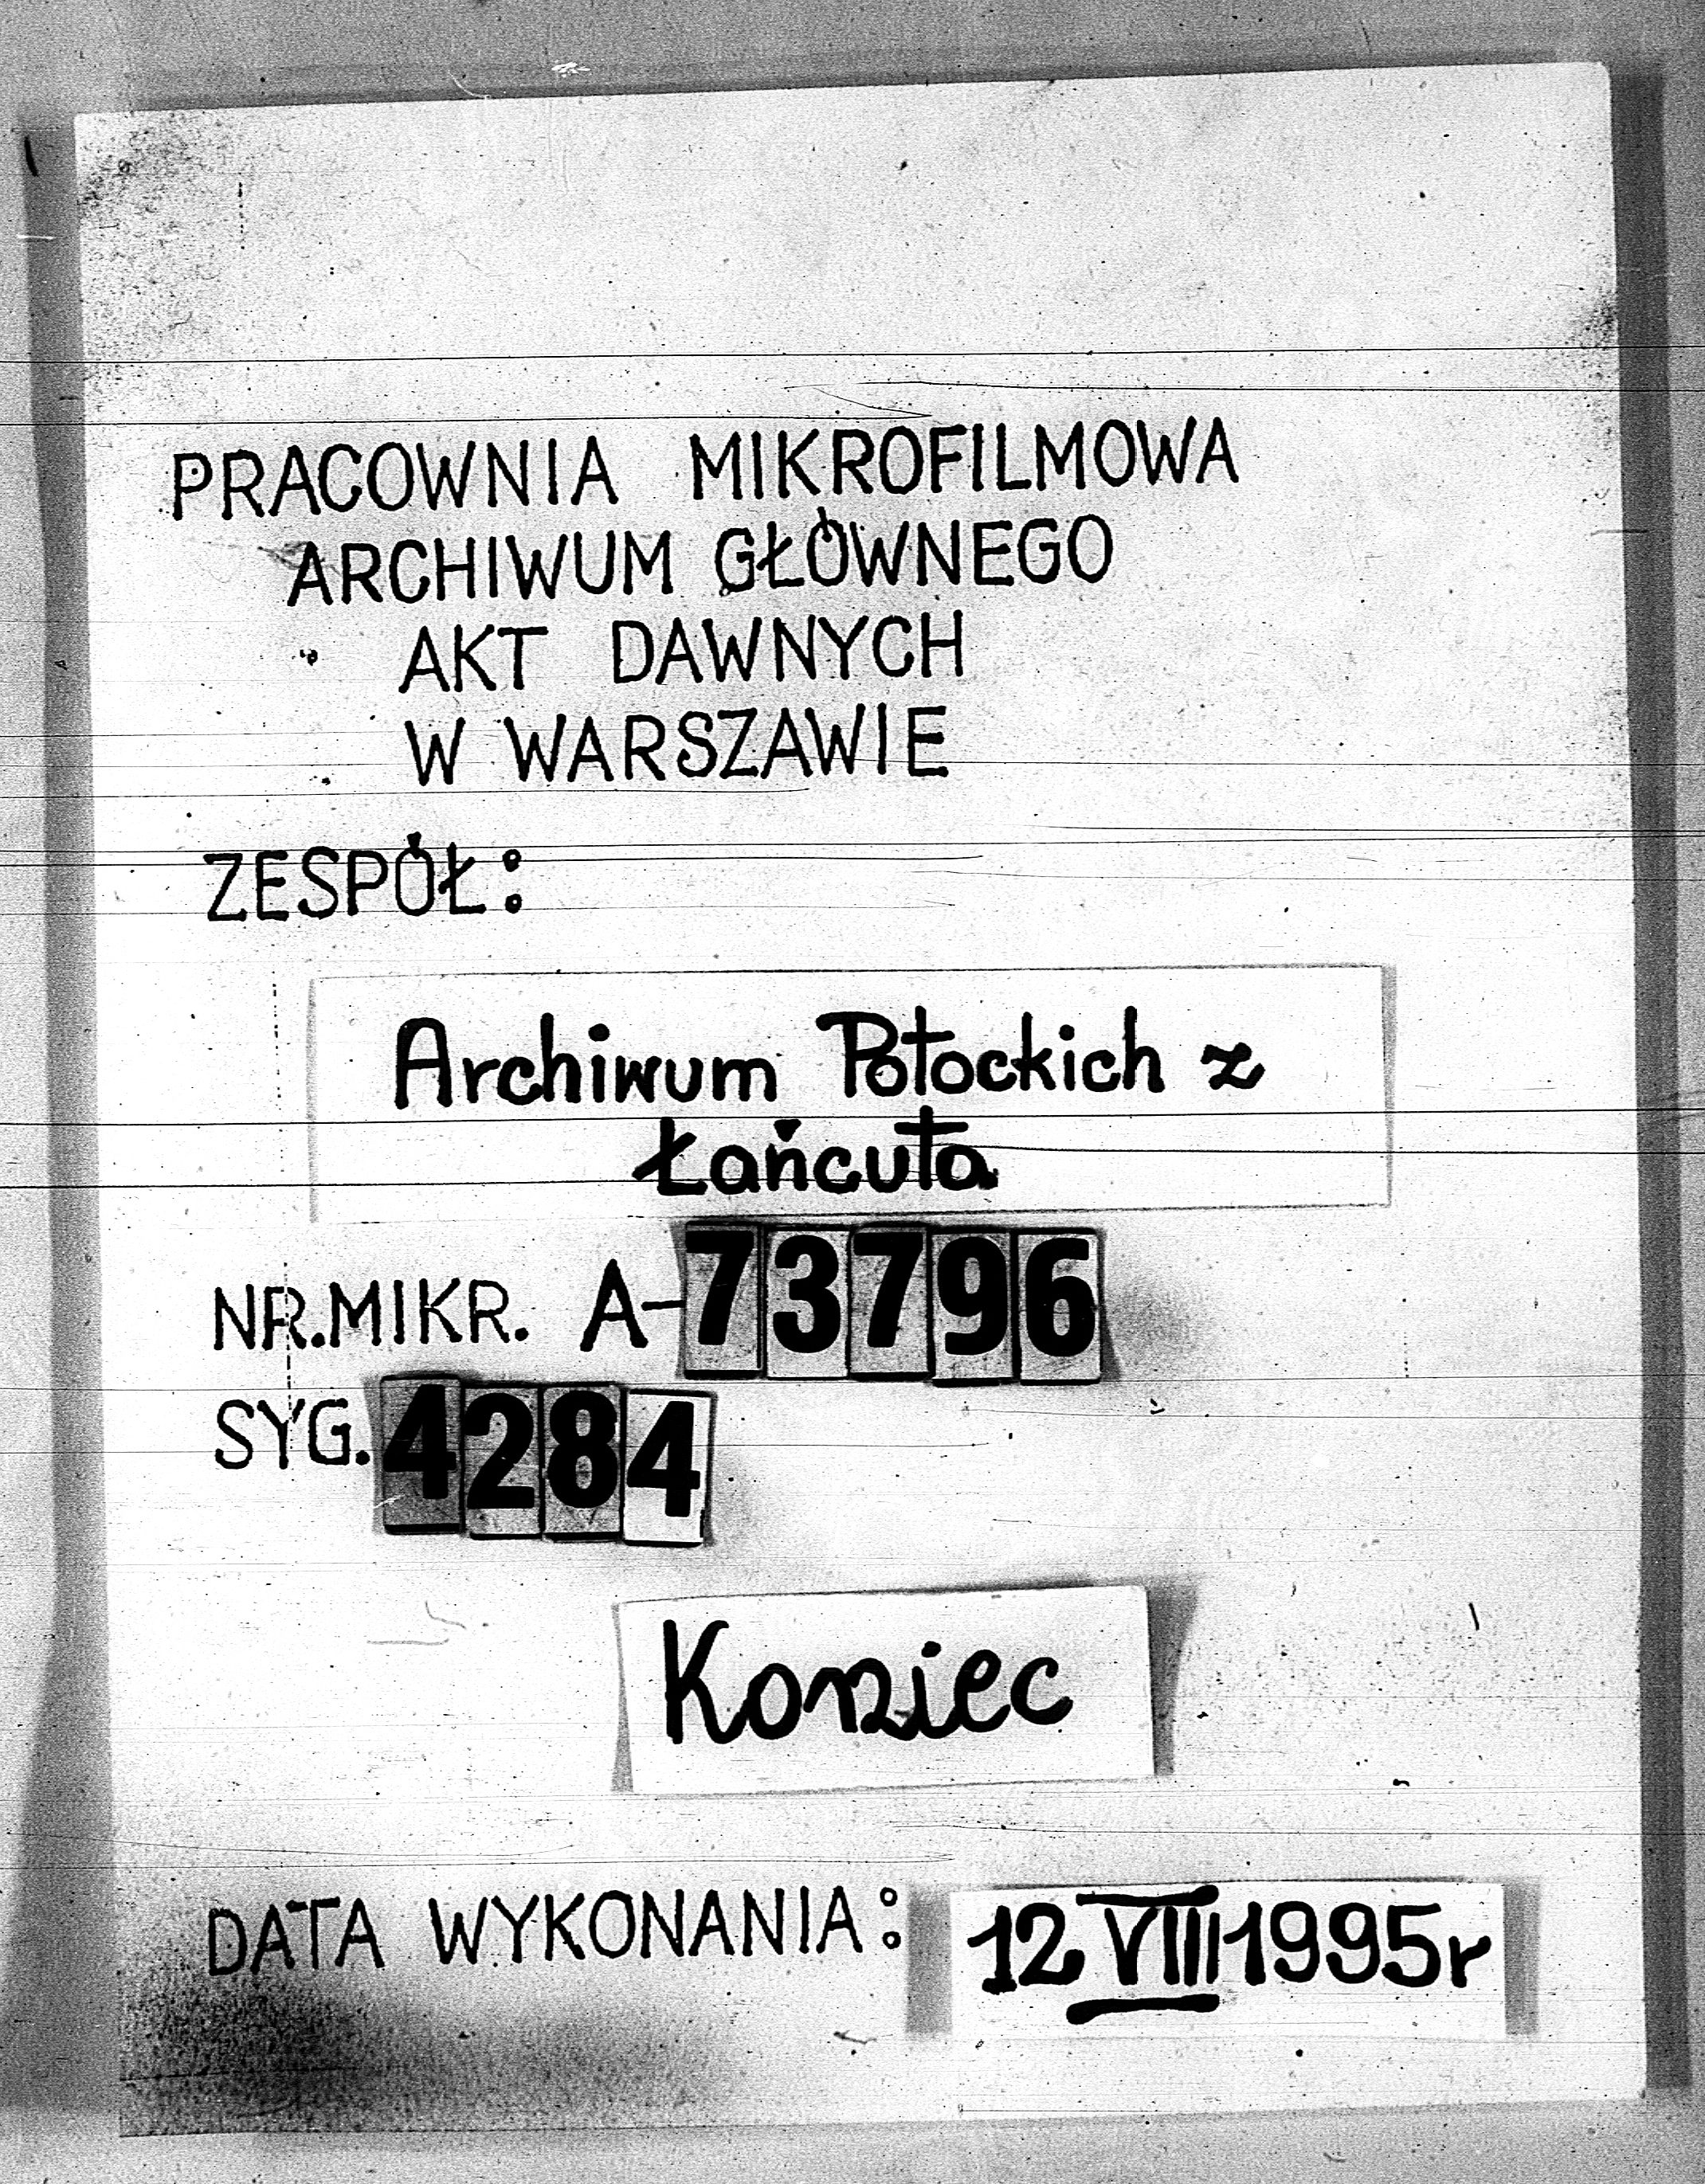 PRACOWNIA MIKROFILMOWA
ARCHIWUM GŁÓWNEGO
AKT DAWNYCH
W WARSZAWIE
ZESPÓŁ:
Archiwum Potockich z
Łańcuta
NR.MIKR. A-73796
SYG. 4284
Koniec
DATA WYKONANIA: 12 VIII 1995r